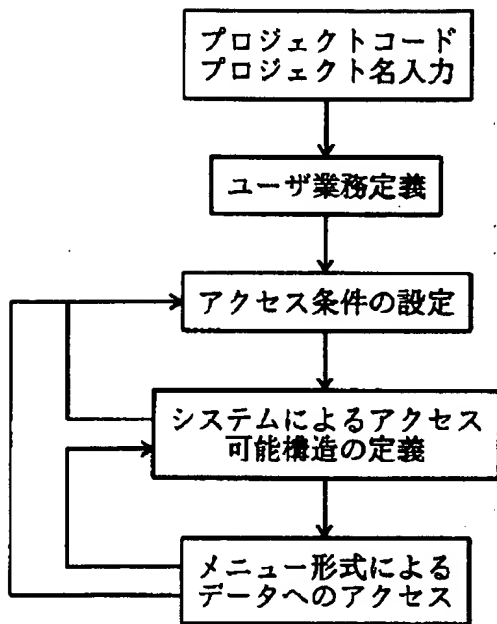 プロジェクトコード
プロジェクト名入力
ユーザ業務定義
アクセス条件の設定
システムによるアクセス
可能構造の定義
メニュー形式による
データへのアクセス